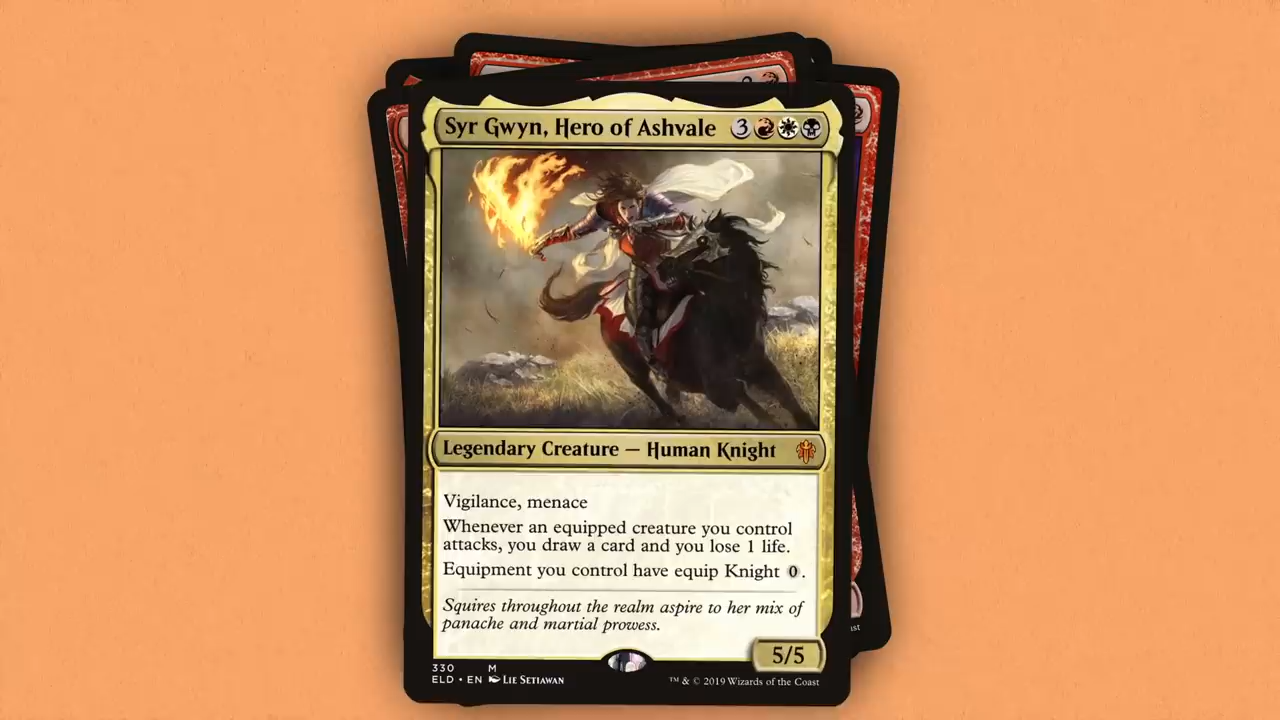 Syr Gwyn, Hero of Ashvale 3
Legendary Creature — Human Knight
Vigilance, menace
Whenever an equipped creature you control
attacks, you draw a card and you lose 1 life.
Equipment you control have equip Knight 0.
Squires throughout the realm aspire to her mix of
panache and martial prowess.
5/5
330 M
ELD • EN Lie Setiawan
™ & © 2019 Wizards of the Coast